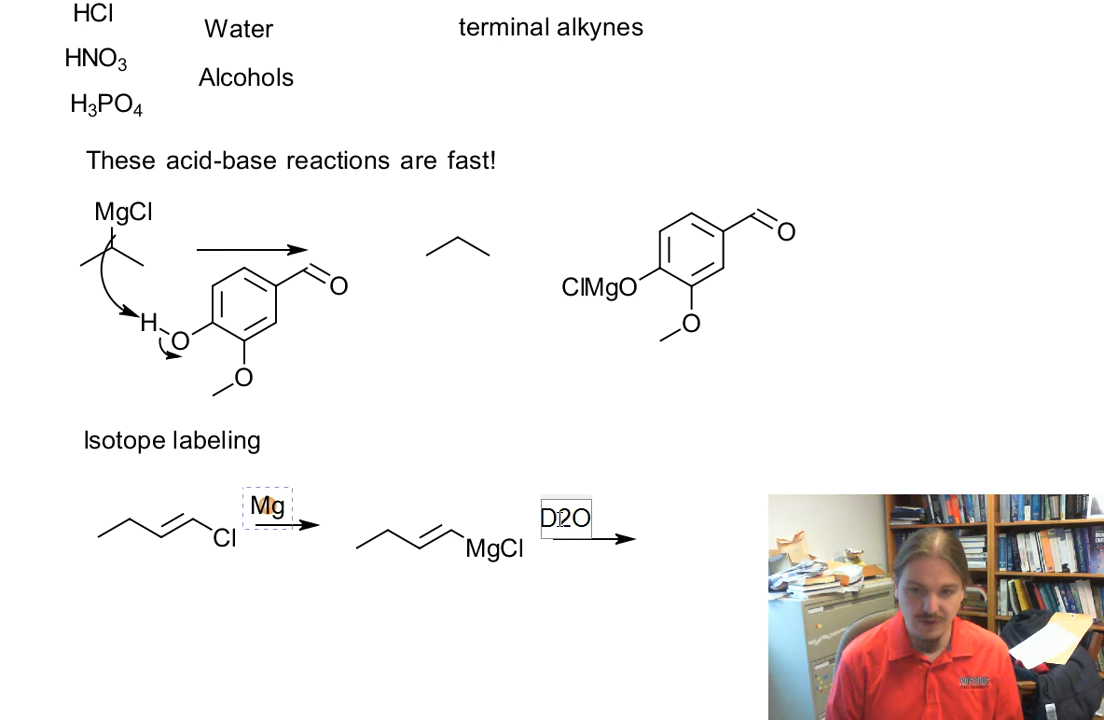 HCl
Water
terminal alkynes
HNO3
Alcohols
H3PO4
These acid-base reactions are fast!
MgCl
O
ClMgO
O
O
H
O
O
Isotope labeling
Mg
Cl
D2O
MgCl